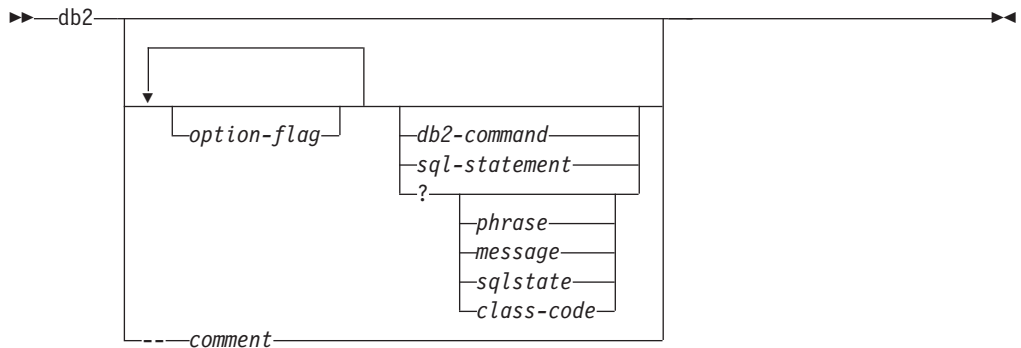 db2
option-flag
db2-command
sql-statement
?
phrase
message
sqlstate
class-code
-- comment